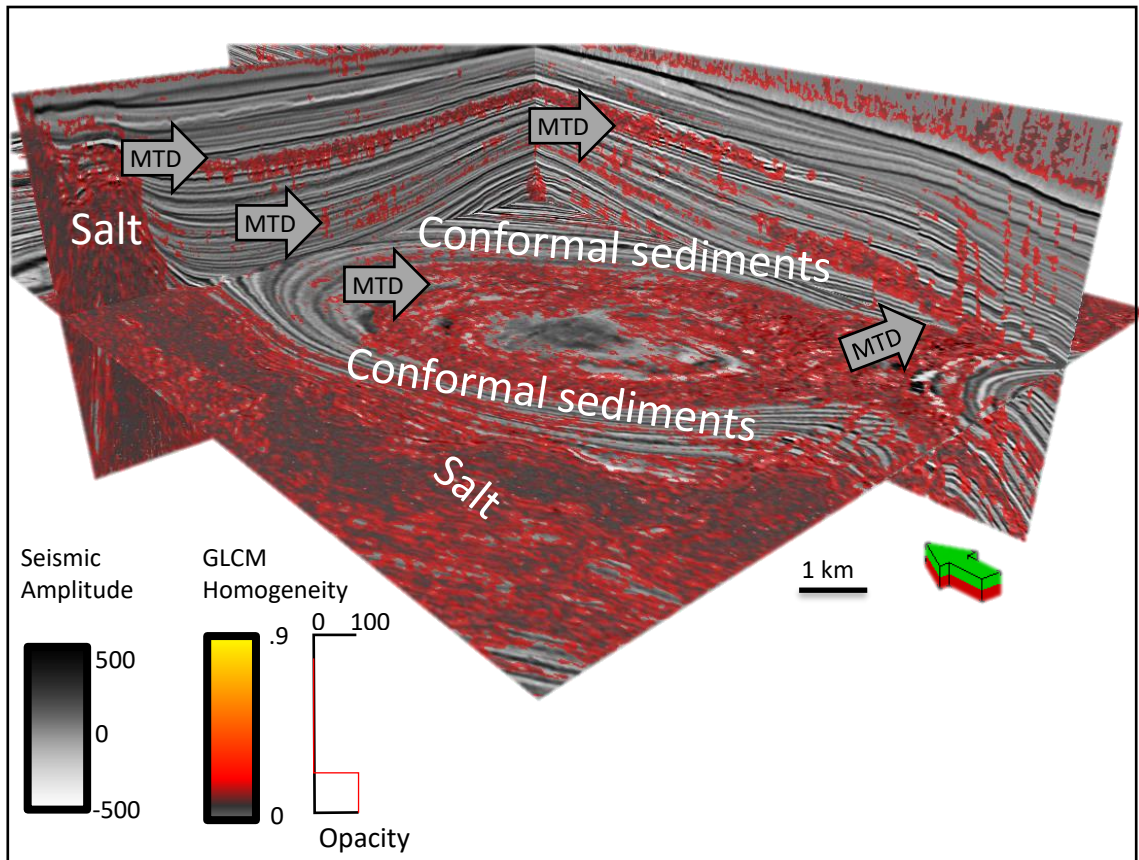 MTD
MTD
Salt
MTD
Conformal sediments
MTD
MTD
Conformal sediments
Salt
Seismic
Amplitude
GLCM
Homogeneity
1 km
0 100
500
0
-500
.9
0
Opacity